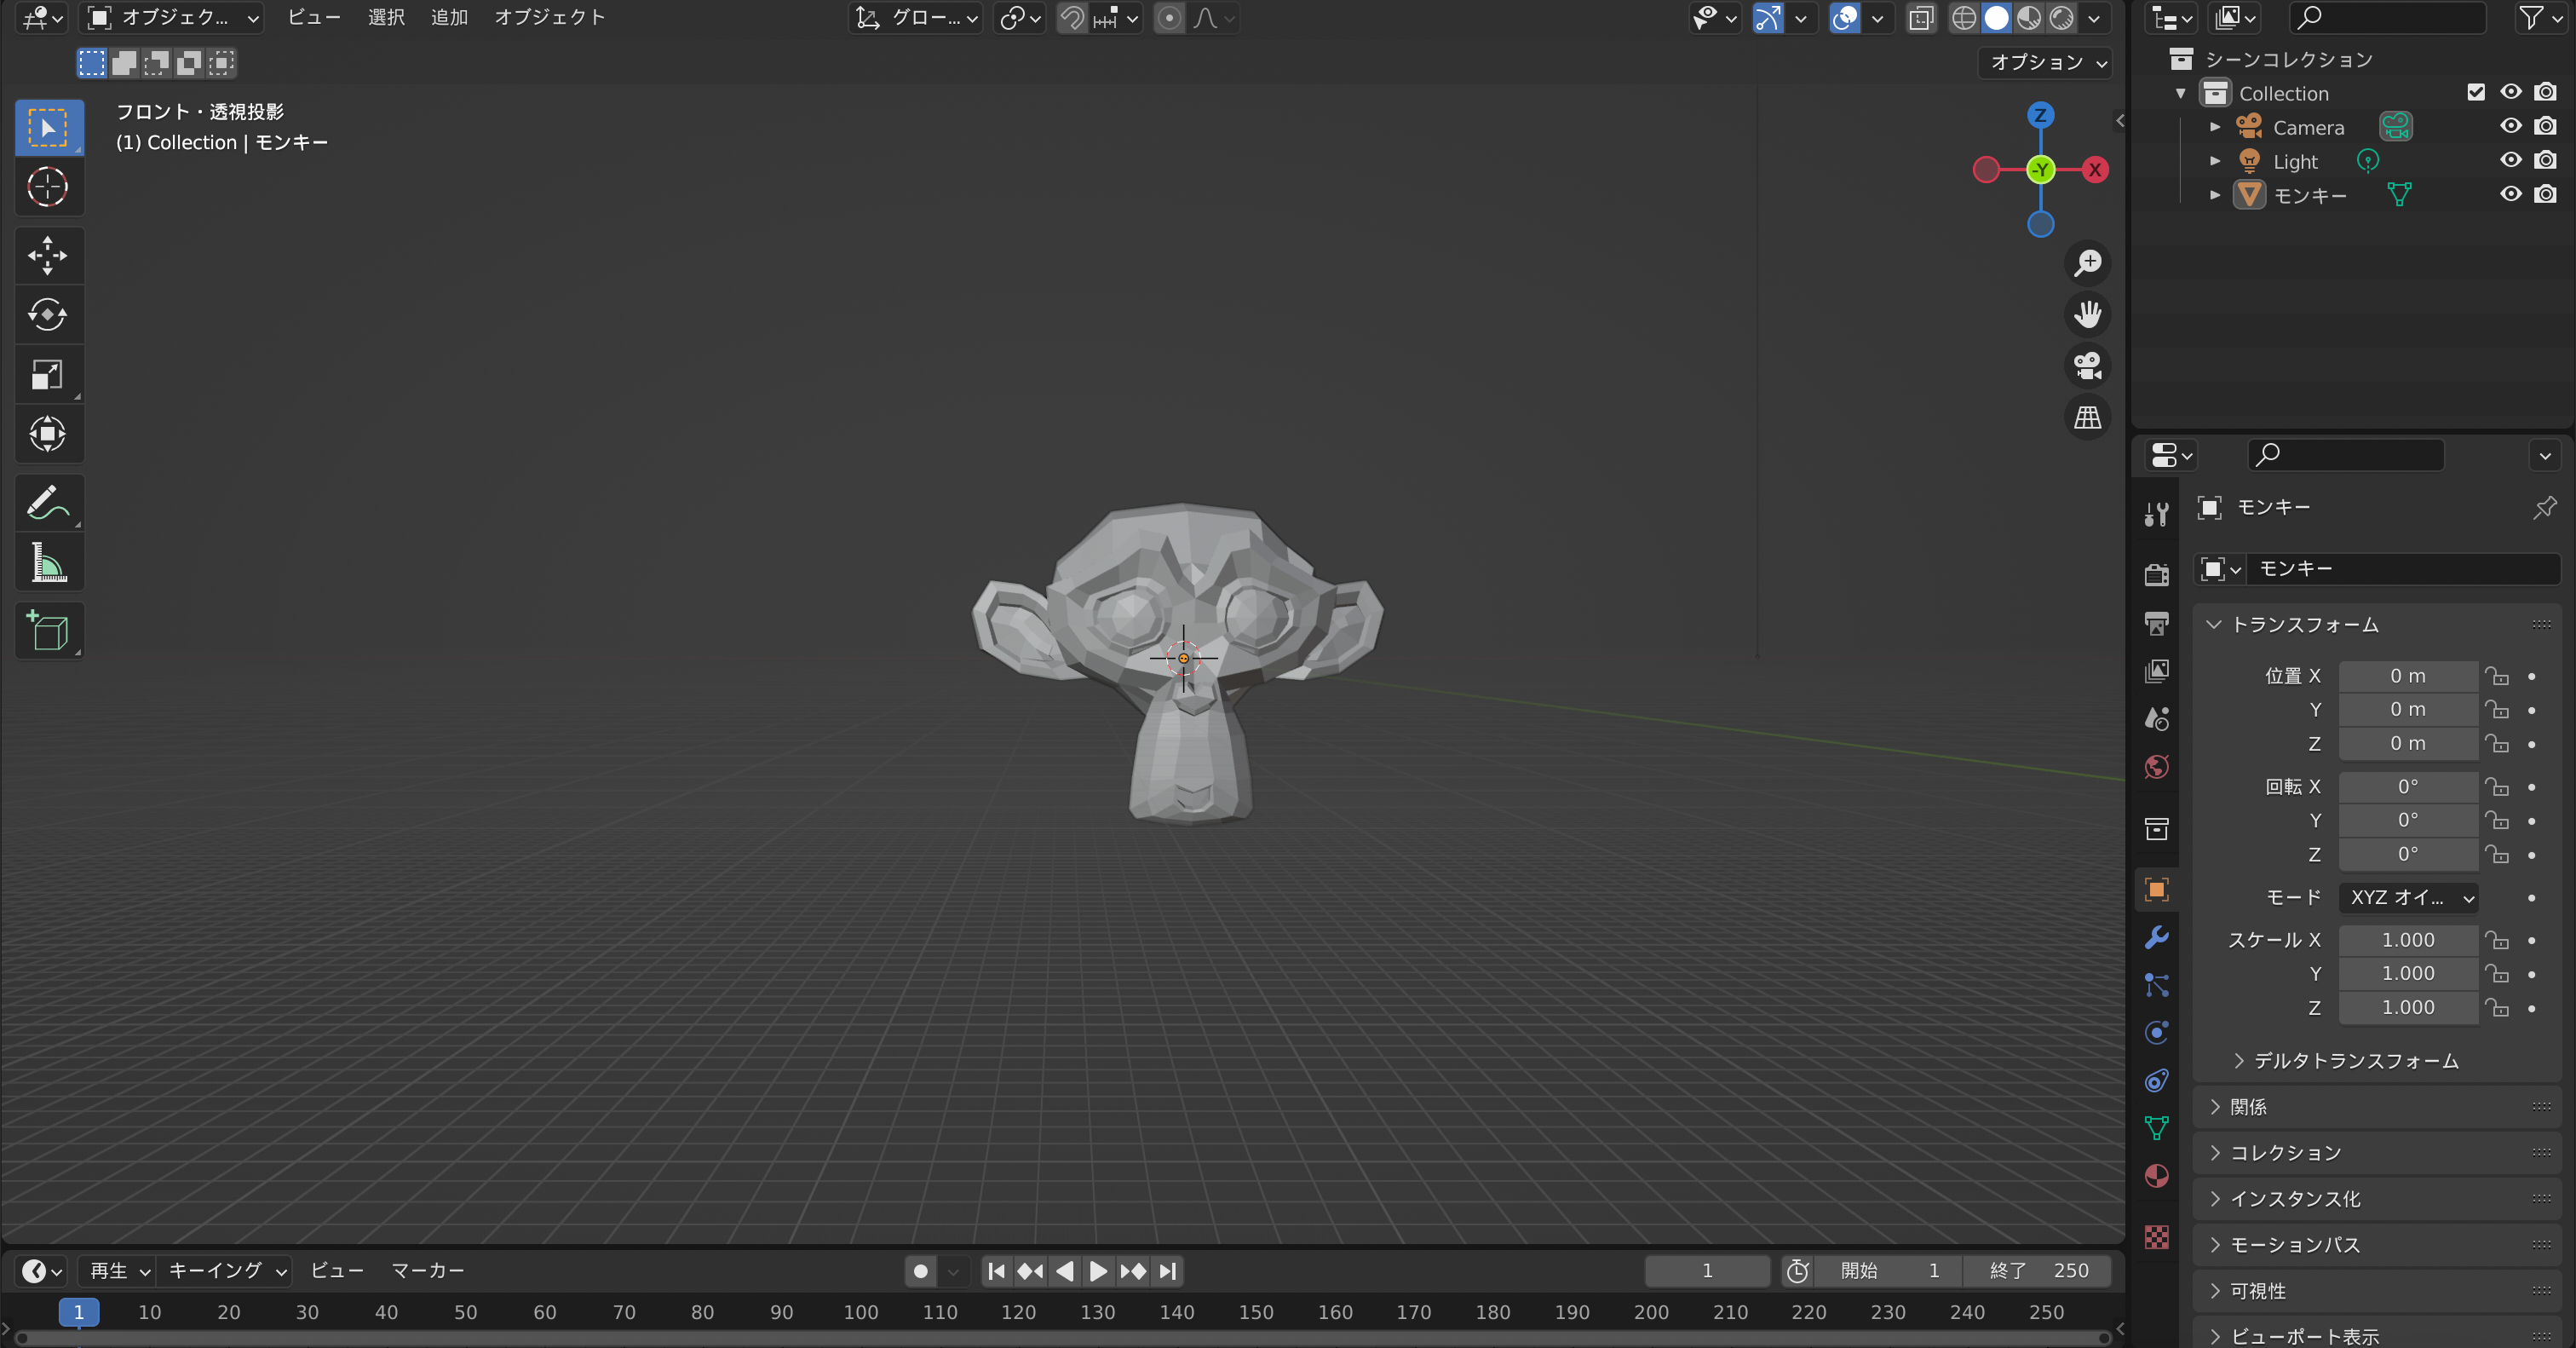 オブジェク...
ビュー
選択
追加
オブジェクト
グロー...
オプション
フロント・透視投影
(1) Collection | モンキー
Z
-Y
X
シーンコレクション
Collection
Camera
Light
モンキー
モンキー
モンキー
トランスフォーム
位置 X 0 m
Y 0 m
Z 0 m
回転 X 0°
Y 0°
Z 0°
モード XYZ オイ...
スケール X 1.000
Y 1.000
Z 1.000
デルタトランスフォーム
関係
コレクション
インスタンス化
モーションパス
可視性
ビューポート表示
再生 キーイング ビュー マーカー
1
開始 1
終了 250
1 10 20 30 40 50 60 70 80 90 100 110 120 130 140 150 160 170 180 190 200 210 220 230 240 250